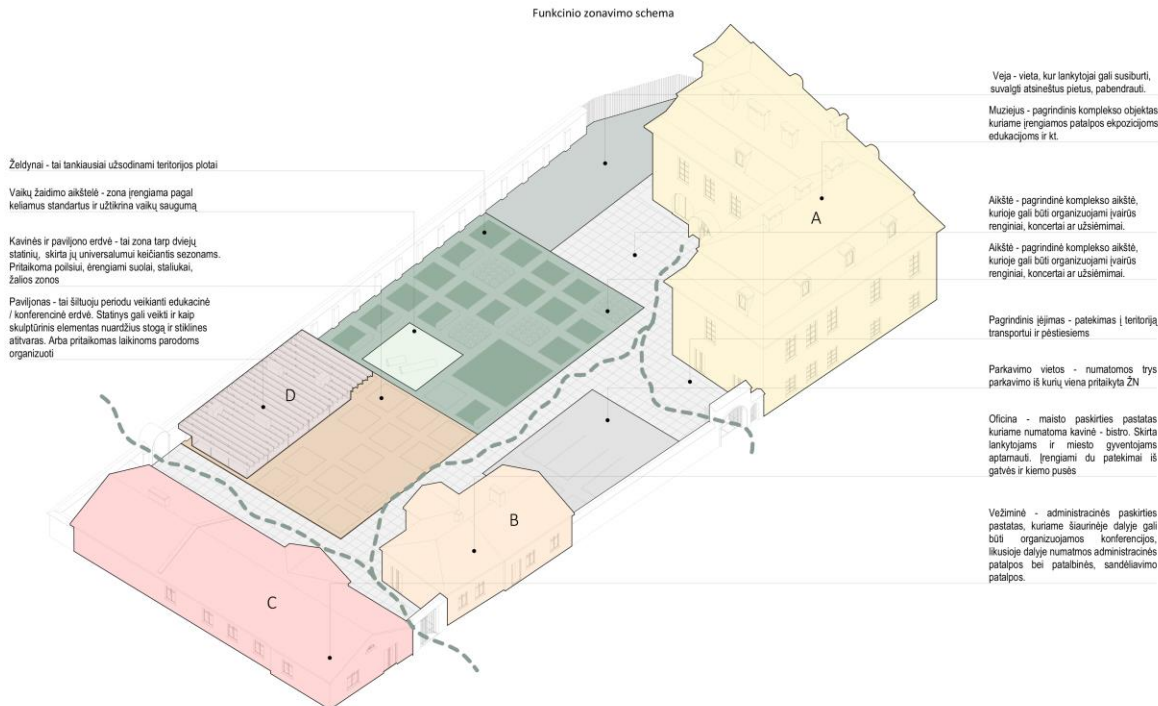 Funkcinio zonavimo schema
Želdynai - tai tankiausiai užsodinami teritorijos plotai
Vaikų žaidimo aikštelė - zona įrengiama pagal
keliamus standartus ir užtikrina vaikų saugumą
Kavinės ir paviljono erdvė - tai zona tarp dviejų
statinių, skirta jų universalumui keičiantis sezonams.
Pritaikoma poilsiui, ėrengiami suolai, staliukai,
žalios zonos
Paviljonas - tai šiltuoju periodu veikianti edukacinė
/ konferencinė erdvė. Statinys gali veikti ir kaip
skulptūrinis elementas nuardžius stogą ir stiklines
atitvaras. Arba pritaikoma laikinoms parodoms
organizuoti
A
B
C
D
Veja - vieta, kur lankytojai gali susiburti,
suvalgti atsineštus pietus, pabendrauti.
Muziejus - pagrindinis komplekso objektas
kuriame įrengiamos patalpos ekpozicijoms
edukacijoms ir kt.
Aikštė - pagrindinė komplekso aikštė,
kurioje gali būti organizuojami įvairūs
renginiai, koncertai ar užsiėmimai.
Aikštė - pagrindinė komplekso aikštė,
kurioje gali būti organizuojami įvairūs
renginiai, koncertai ar užsiėmimai.
Pagrindinis įėjimas - patekimas į teritoriją
transportui ir pėstiesiems
Parkavimo vietos - numatomos trys
parkavimo iš kurių viena pritaikyta ŽN
Oficina - maisto paskirties pastatas
kuriame numatoma kavinė - bistro. Skirta
lankytojams ir miesto gyventojams
aptarnauti. Įrengiami du patekimai iš
gatvės ir kiemo pusės
Vežiminė - administracinės paskirties
pastatas, kuriame šiaurinėje dalyje gali
būti organizuojamos konferencijos,
likusioje dalyje numatmos administracinės
patalpos bei patalbinės, sandėliavimo
patalpos.